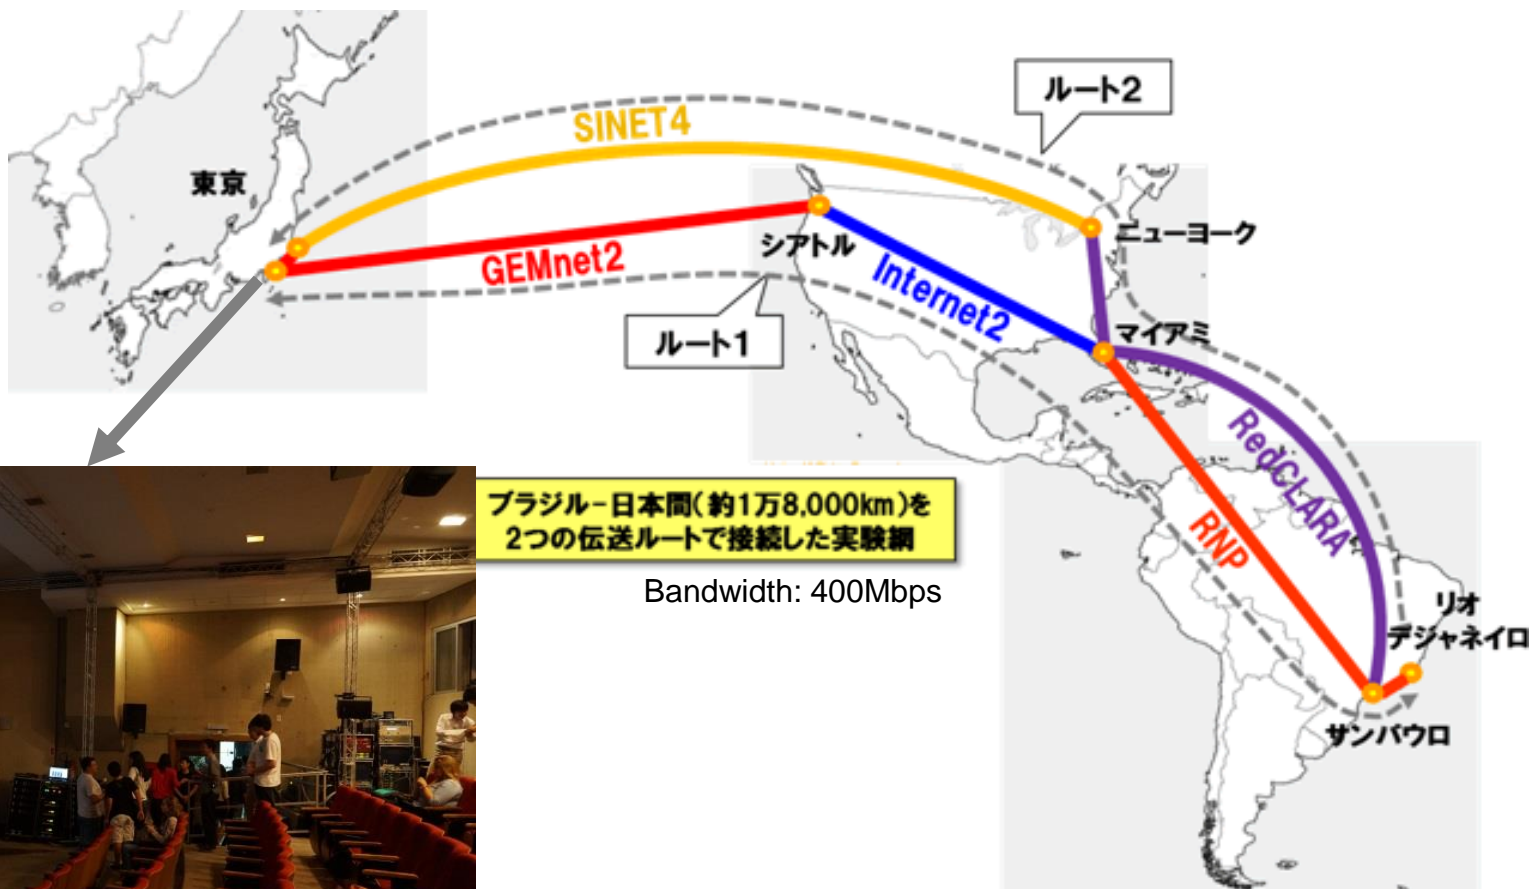 ルート2
SINET4
東京
ニューヨーク
シアトル
GEMnet2
Internet2
マイアミ
ルート1
RedCLARA
RNP
ブラジル-日本間(約1万8,000km)を
2つの伝送ルートで接続した実験網
Bandwidth: 400Mbps
リオ
デジャネイロ
サンパウロ